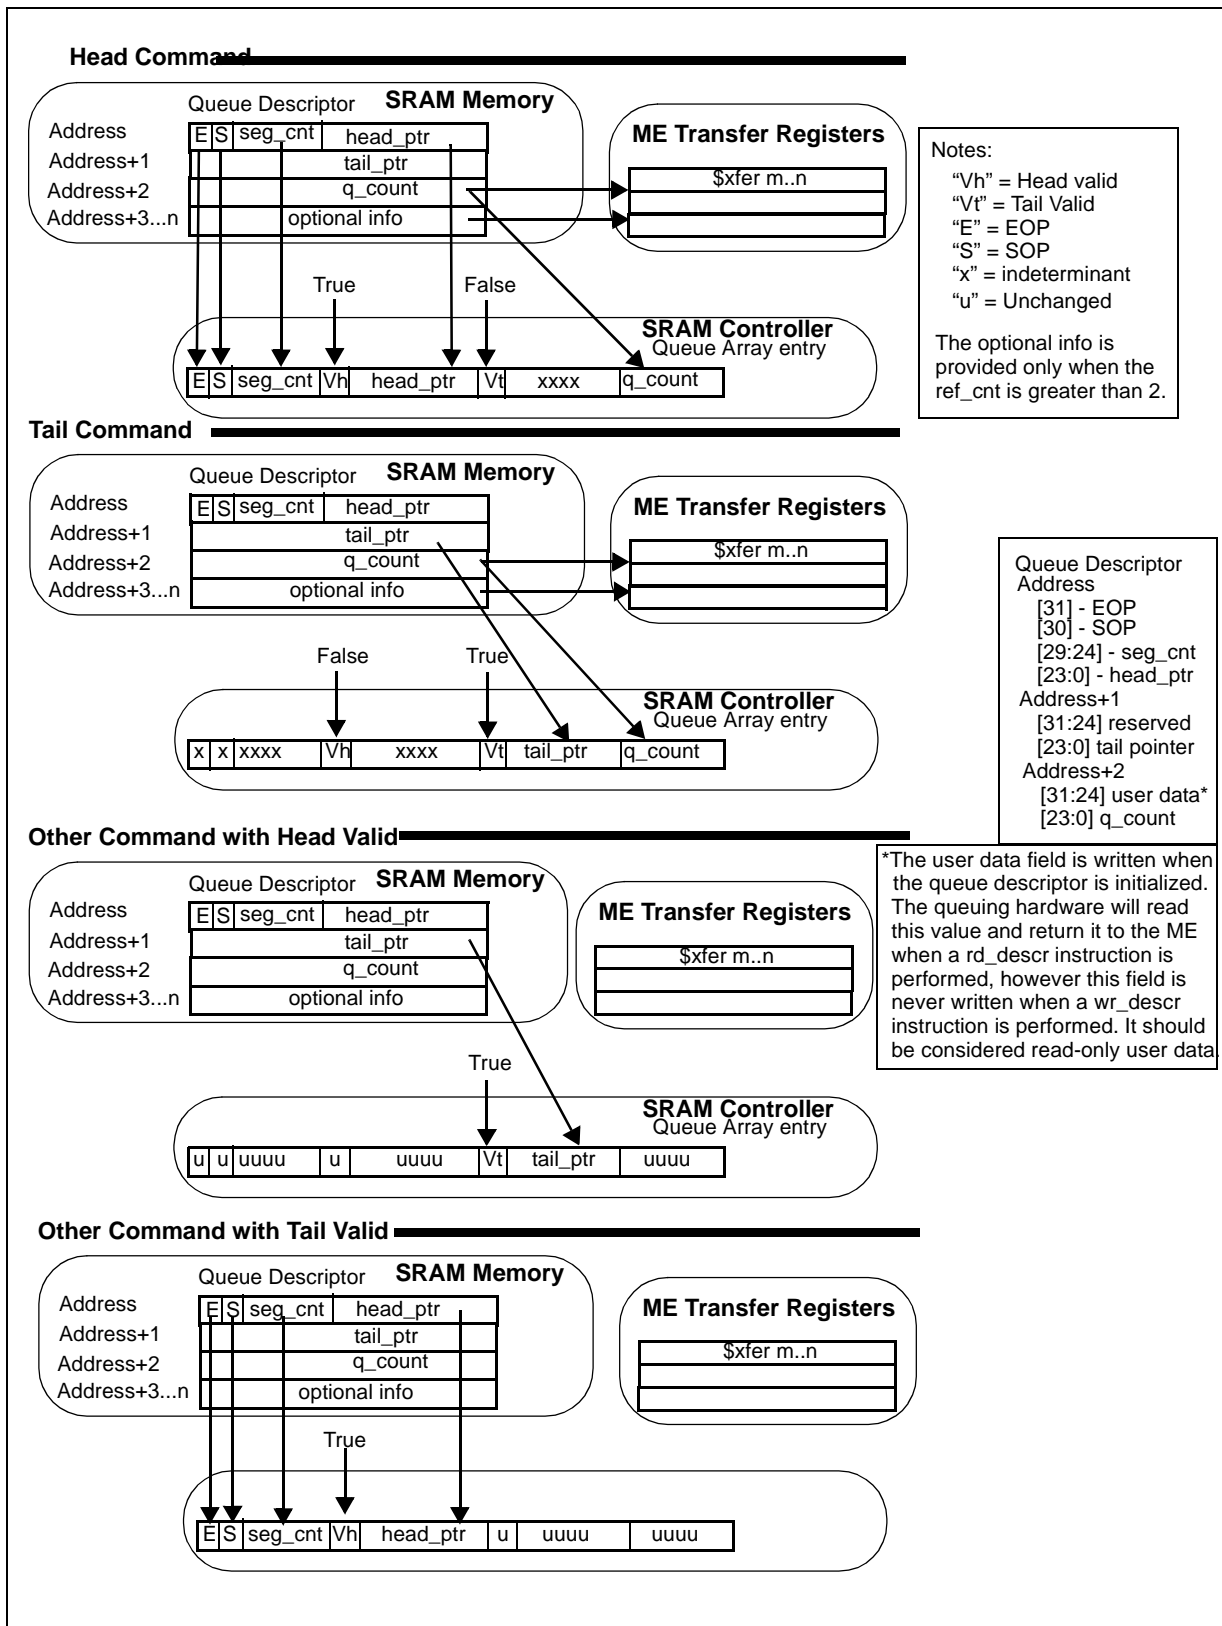 Head Command
Queue Descriptor SRAM Memory
Address E S seg_cnt head_ptr
Address+1 tail_ptr
Address+2 q_count
Address+3...n optional info
ME Transfer Registers
$xfer m..n
True False
SRAM Controller
Queue Array entry
E S seg_cnt Vh head_ptr Vt xxxx q_count
Notes:
“Vh” = Head valid
“Vt” = Tail Valid
“E” = EOP
“S” = SOP
“x” = indeterminant
“u” = Unchanged
The optional info is
provided only when the
ref_cnt is greater than 2.
Tail Command
Queue Descriptor SRAM Memory
Address E S seg_cnt head_ptr
Address+1 tail_ptr
Address+2 q_count
Address+3...n optional info
ME Transfer Registers
$xfer m..n
False True
SRAM Controller
Queue Array entry
x x xxxx Vh xxxx Vt tail_ptr q_count
Queue Descriptor
Address
[31] - EOP
[30] - SOP
[29:24] - seg_cnt
[23:0] - head_ptr
Address+1
[31:24] reserved
[23:0] tail pointer
Address+2
[31:24] user data*
[23:0] q_count
*The user data field is written when
the queue descriptor is initialized.
The queuing hardware will read
this value and return it to the ME
when a rd_descr instruction is
performed, however this field is
never written when a wr_descr
instruction is performed. It should
be considered read-only user data.
Other Command with Head Valid
Queue Descriptor SRAM Memory
Address E S seg_cnt head_ptr
Address+1 tail_ptr
Address+2 q_count
Address+3...n optional info
ME Transfer Registers
$xfer m..n
True
SRAM Controller
Queue Array entry
u u uuuu u uuuu Vt tail_ptr uuuu
Other Command with Tail Valid
Queue Descriptor SRAM Memory
Address E S seg_cnt head_ptr
Address+1 tail_ptr
Address+2 q_count
Address+3...n optional info
ME Transfer Registers
$xfer m..n
True
E S seg_cnt Vh head_ptr u uuuu uuuu